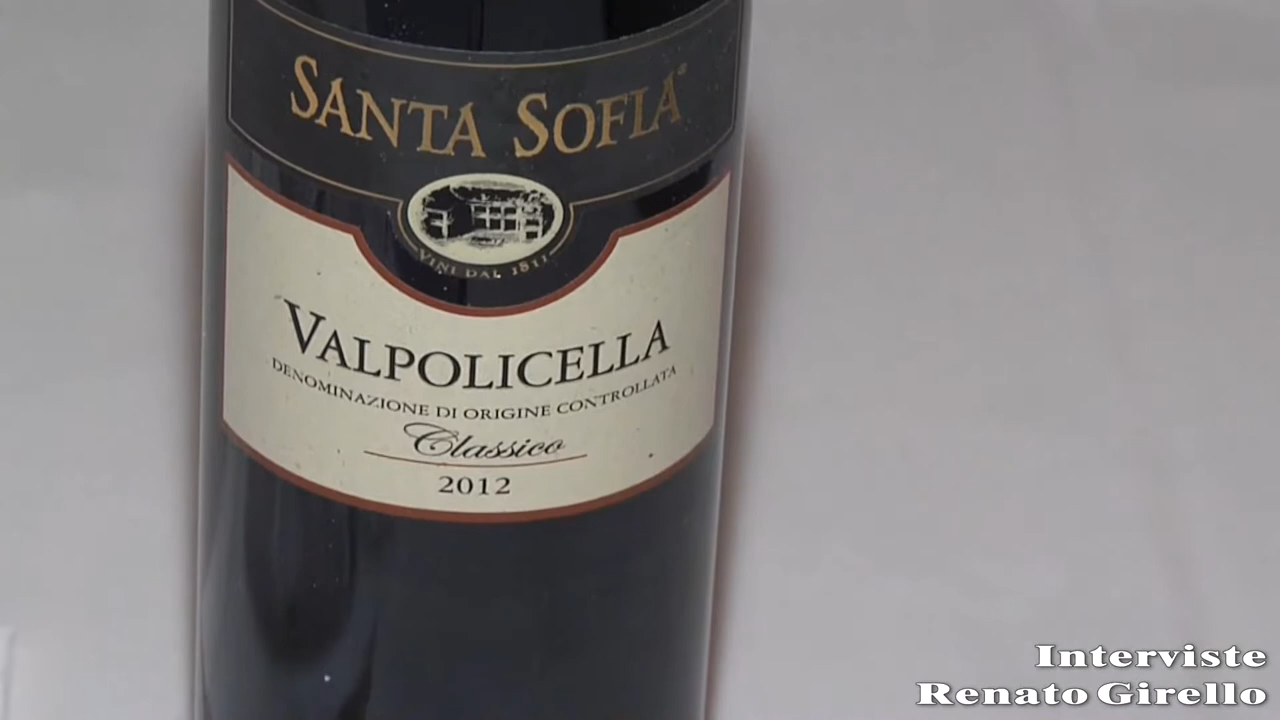 SANTA SOFIA
VINI DAL 1811
VALPOLICELLA
DENOMINAZIONE DI ORIGINE CONTROLLATA
Classico
2012
Interviste
Renato Girello